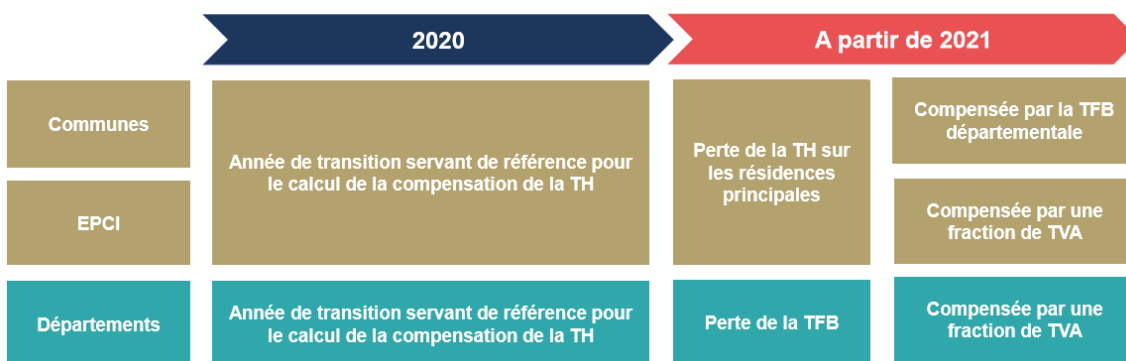 2020
A partir de 2021
Communes
Année de transition servant de référence pour
le calcul de la compensation de la TH
Perte de la TH sur
les résidences
principales
Compensée par la TFB
départementale
EPCI
Compensée par une
fraction de TVA
Départements
Année de transition servant de référence pour
le calcul de la compensation de la TH
Perte de la TFB
Compensée par une
fraction de TVA